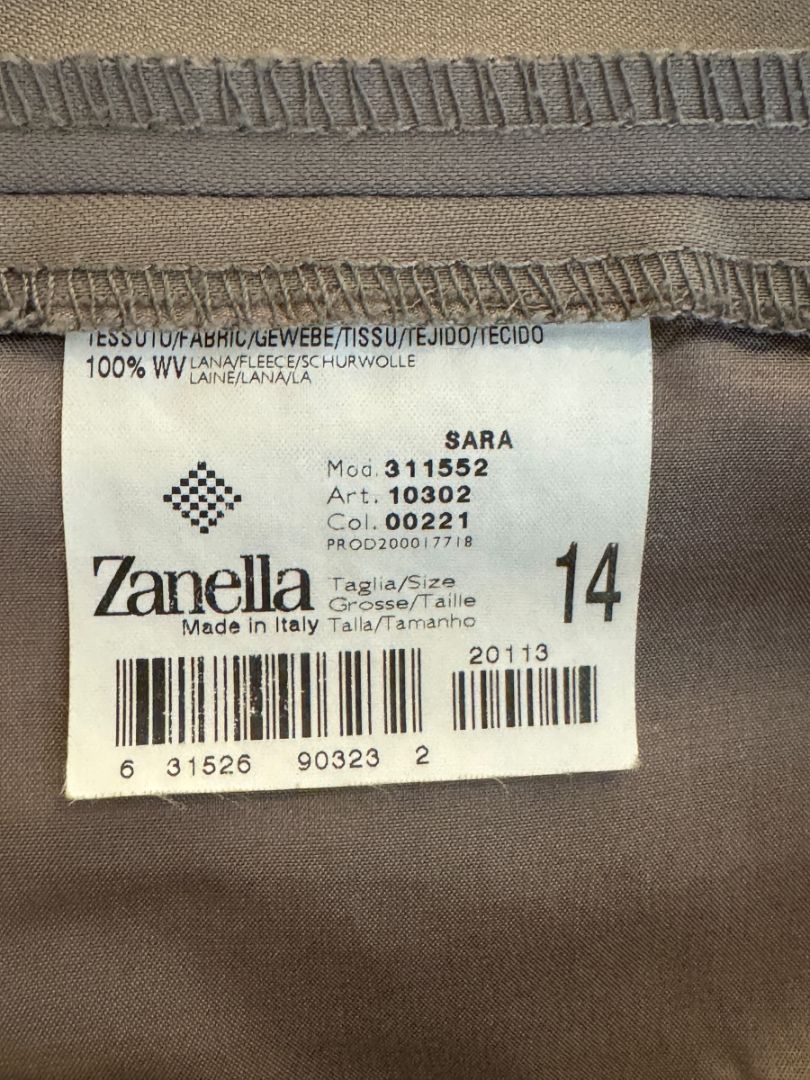 TESSUTO/FABRIC/GEWEBE/TISSU/TEJIDO/TECIDO
100% WV LANA/FLEECE/SCHURWOLLE
LAINE/LANA/LA
SARA
Mod. 311552
Art. 10302
Col. 00221
PROD200017718
Zanella
Made in Italy
Taglia/Size
Grosse/Taille
Talla/Tamanho
14
20113
6 31526 90323 2